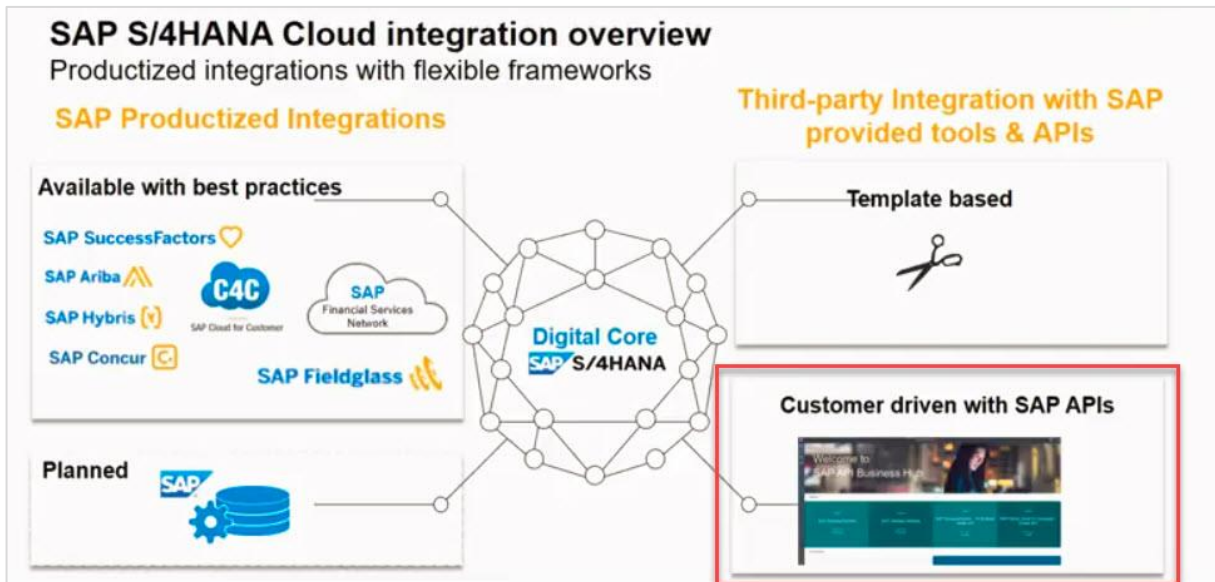 SAP S/4HANA Cloud integration overview
Productized integrations with flexible frameworks
SAP Productized Integrations
Third-party Integration with SAP
provided tools & APIs
Available with best practices
SAP SuccessFactors
SAP Ariba
SAP Hybris
SAP Concur
C4C
SAP Cloud for Customer
SAP
Financial Services
Network
SAP Fieldglass
Planned
SAP
Digital Core
SAP S/4HANA
Template based
Customer driven with SAP APIs
Welcome to
SAP API Business Hub